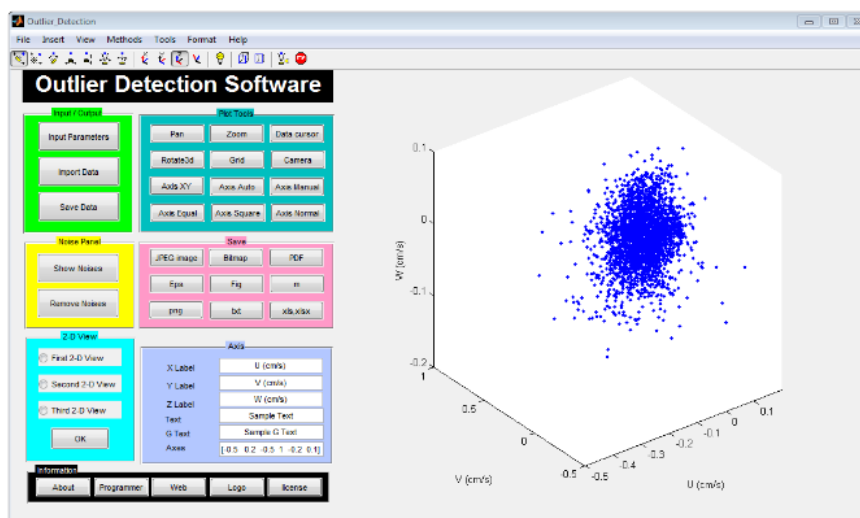 Outlier_Detection
File Insert View Methods Tools Format Help
Outlier Detection Software
Input / Output
Input Parameters
Import Data
Save Data
Plot Tools
Pan Zoom Data cursor
Rotate3d Grid Camera
Axis XY Axis Auto Axis Manual
Axis Equal Axis Square Axis Normal
Noise Panel
Show Noises
Remove Noises
Save
JPEG image Bitmap PDF
Eps Fig m
png txt xls,xlsx
2-D View
First 2-D View
Second 2-D View
Third 2-D View
OK
Axis
X Label U (cm/s)
Y Label V (cm/s)
Z Label W (cm/s)
Text Sample Text
G Text Sample G Text
Axes [-0.5 0.2 -0.5 1 -0.2 0.1]
Information
About Programmer Web Logo license
0.1
0
-0.1
-0.2
W (cm/s)
1
0.5
0
-0.5
V (cm/s)
-0.5
-0.4
-0.3
-0.2
-0.1
0
0.1
U (cm/s)